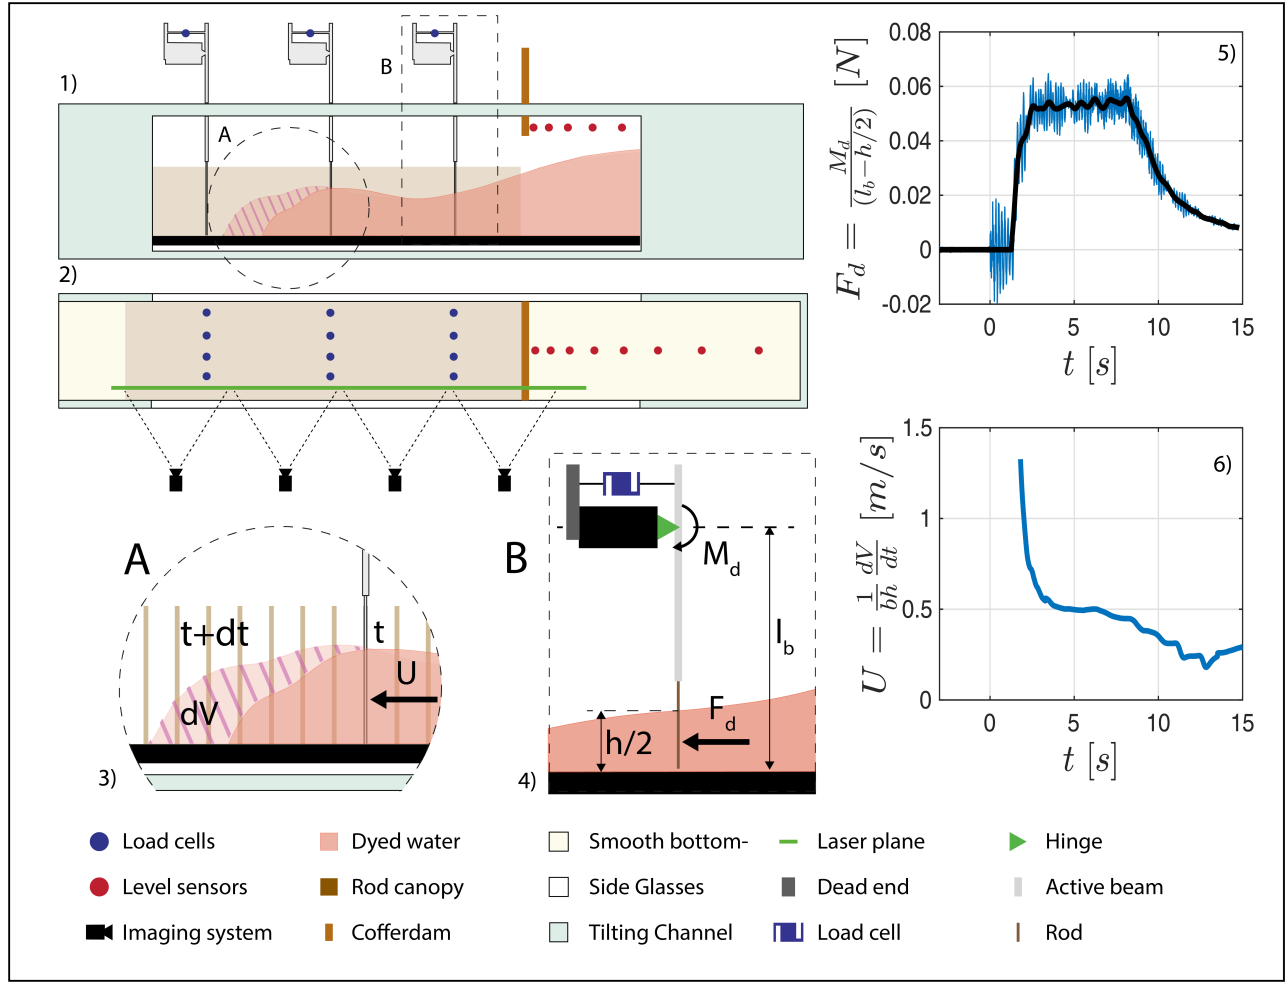 1)
A
B
2)
A
t+dt
t
U
dV
3)
B
M_d
l_b
F_d
h/2
4)
F_d = M_d/(l_b−h/2) [N]
0.08
0.06
0.04
0.02
0
-0.02
5)
0 5 10 15
t [s]
U = 1/bh dV/dt [m/s]
1.5
1
0.5
0
6)
0 5 10 15
t [s]
Load cells Dyed water Smooth bottom- Laser plane Hinge
Level sensors Rod canopy Side Glasses Dead end Active beam
Imaging system Cofferdam Tilting Channel Load cell Rod